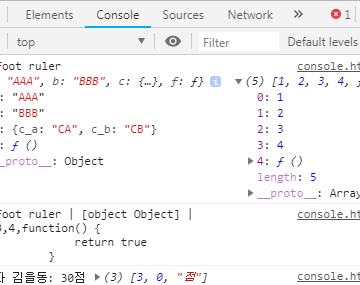 Elements Console Sources Network » 1
top Filter Default levels
foot ruler console.ht
"AAA", b: "BBB", c: {…}, f: ƒ} i ▼(5) [1, 2, 3, 4, ƒ
: "AAA" 0: 1
: "BBB" 1: 2
: {c_a: "CA", c_b: "CB"} 2: 3
: ƒ () 3: 4
__proto__: Object ▶ 4: ƒ ()
length: 5
▶ __proto__: Array
foot ruler | [object Object] | console.ht
3,4,function() {
return true
}
김을동: 30점 ▶(3) [3, 0, "점"] console.ht